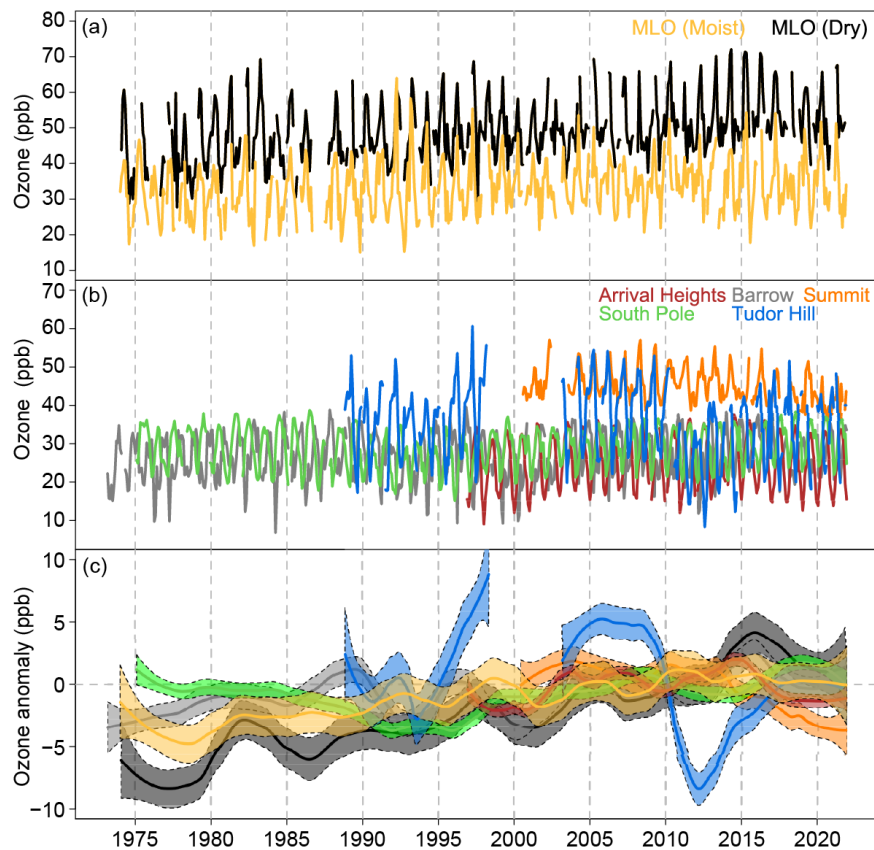 (a) MLO (Moist) MLO (Dry)
80
70
60
50
40
30
20
10
Ozone (ppb)
(b) Arrival Heights Barrow Summit
South Pole Tudor Hill
70
60
50
40
30
20
10
Ozone (ppb)
(c)
10
5
0
−5
−10
Ozone anomaly (ppb)
1975 1980 1985 1990 1995 2000 2005 2010 2015 2020